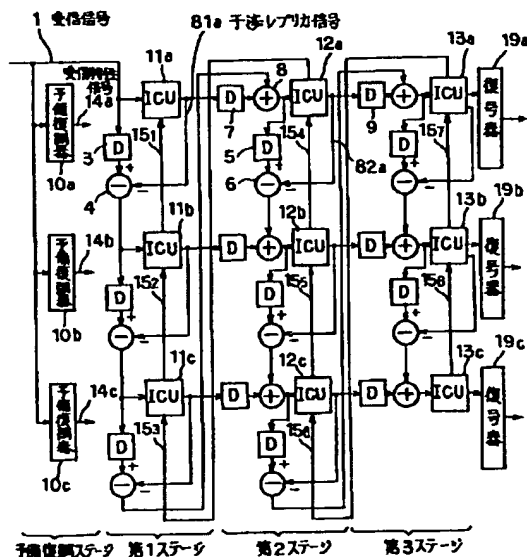 1 受信信号
11a
81a 干渉レプリカ信号
12a
13a
19a
受信特性
信号
14a
ICU
D
7
8
+
ICU
D
9
+
ICU
復号器
予備復調器
10a
3
D
+
−
4
15₁
5
D
+
−
6
15₄
82a
D
+
−
15₇
11b
12b
13b
19b
14b
ICU
D
+
ICU
D
+
ICU
復号器
予備復調器
10b
D
+
−
15₂
D
+
−
15₅
D
+
−
15₈
11c
12c
13c
19c
14c
ICU
D
+
ICU
D
+
ICU
復号器
予備復調器
10c
D
+
−
15₃
D
+
−
15₆
予備復調ステージ
第1ステージ
第2ステージ
第3ステージ